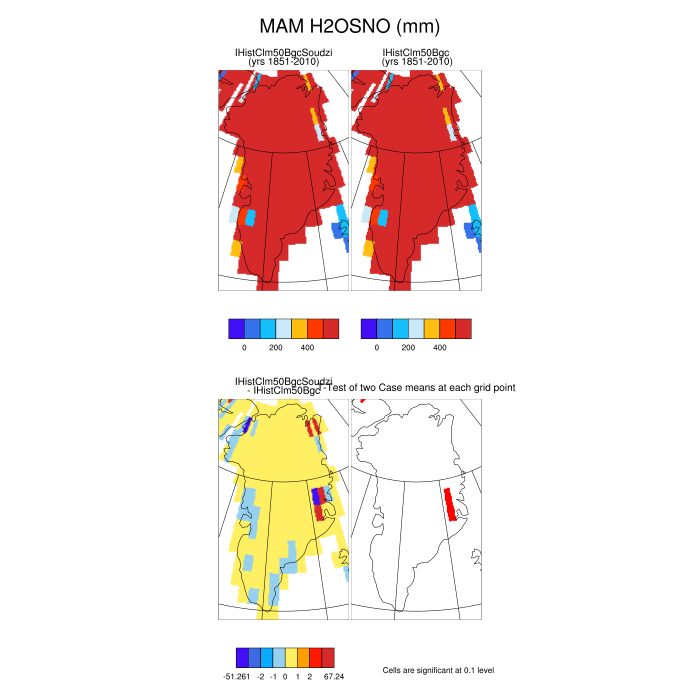 MAM H2OSNO (mm)
IHistClm50BgcSoudzi
(yrs 1851-2010)
IHistClm50Bgc
(yrs 1851-2010)
0 200 400
0 200 400
IHistClm50BgcSoudzi
- IHistClm50Bgc
T-Test of two Case means at each grid point
-51.261 -2 -1 0 1 2 67.24
Cells are significant at 0.1 level